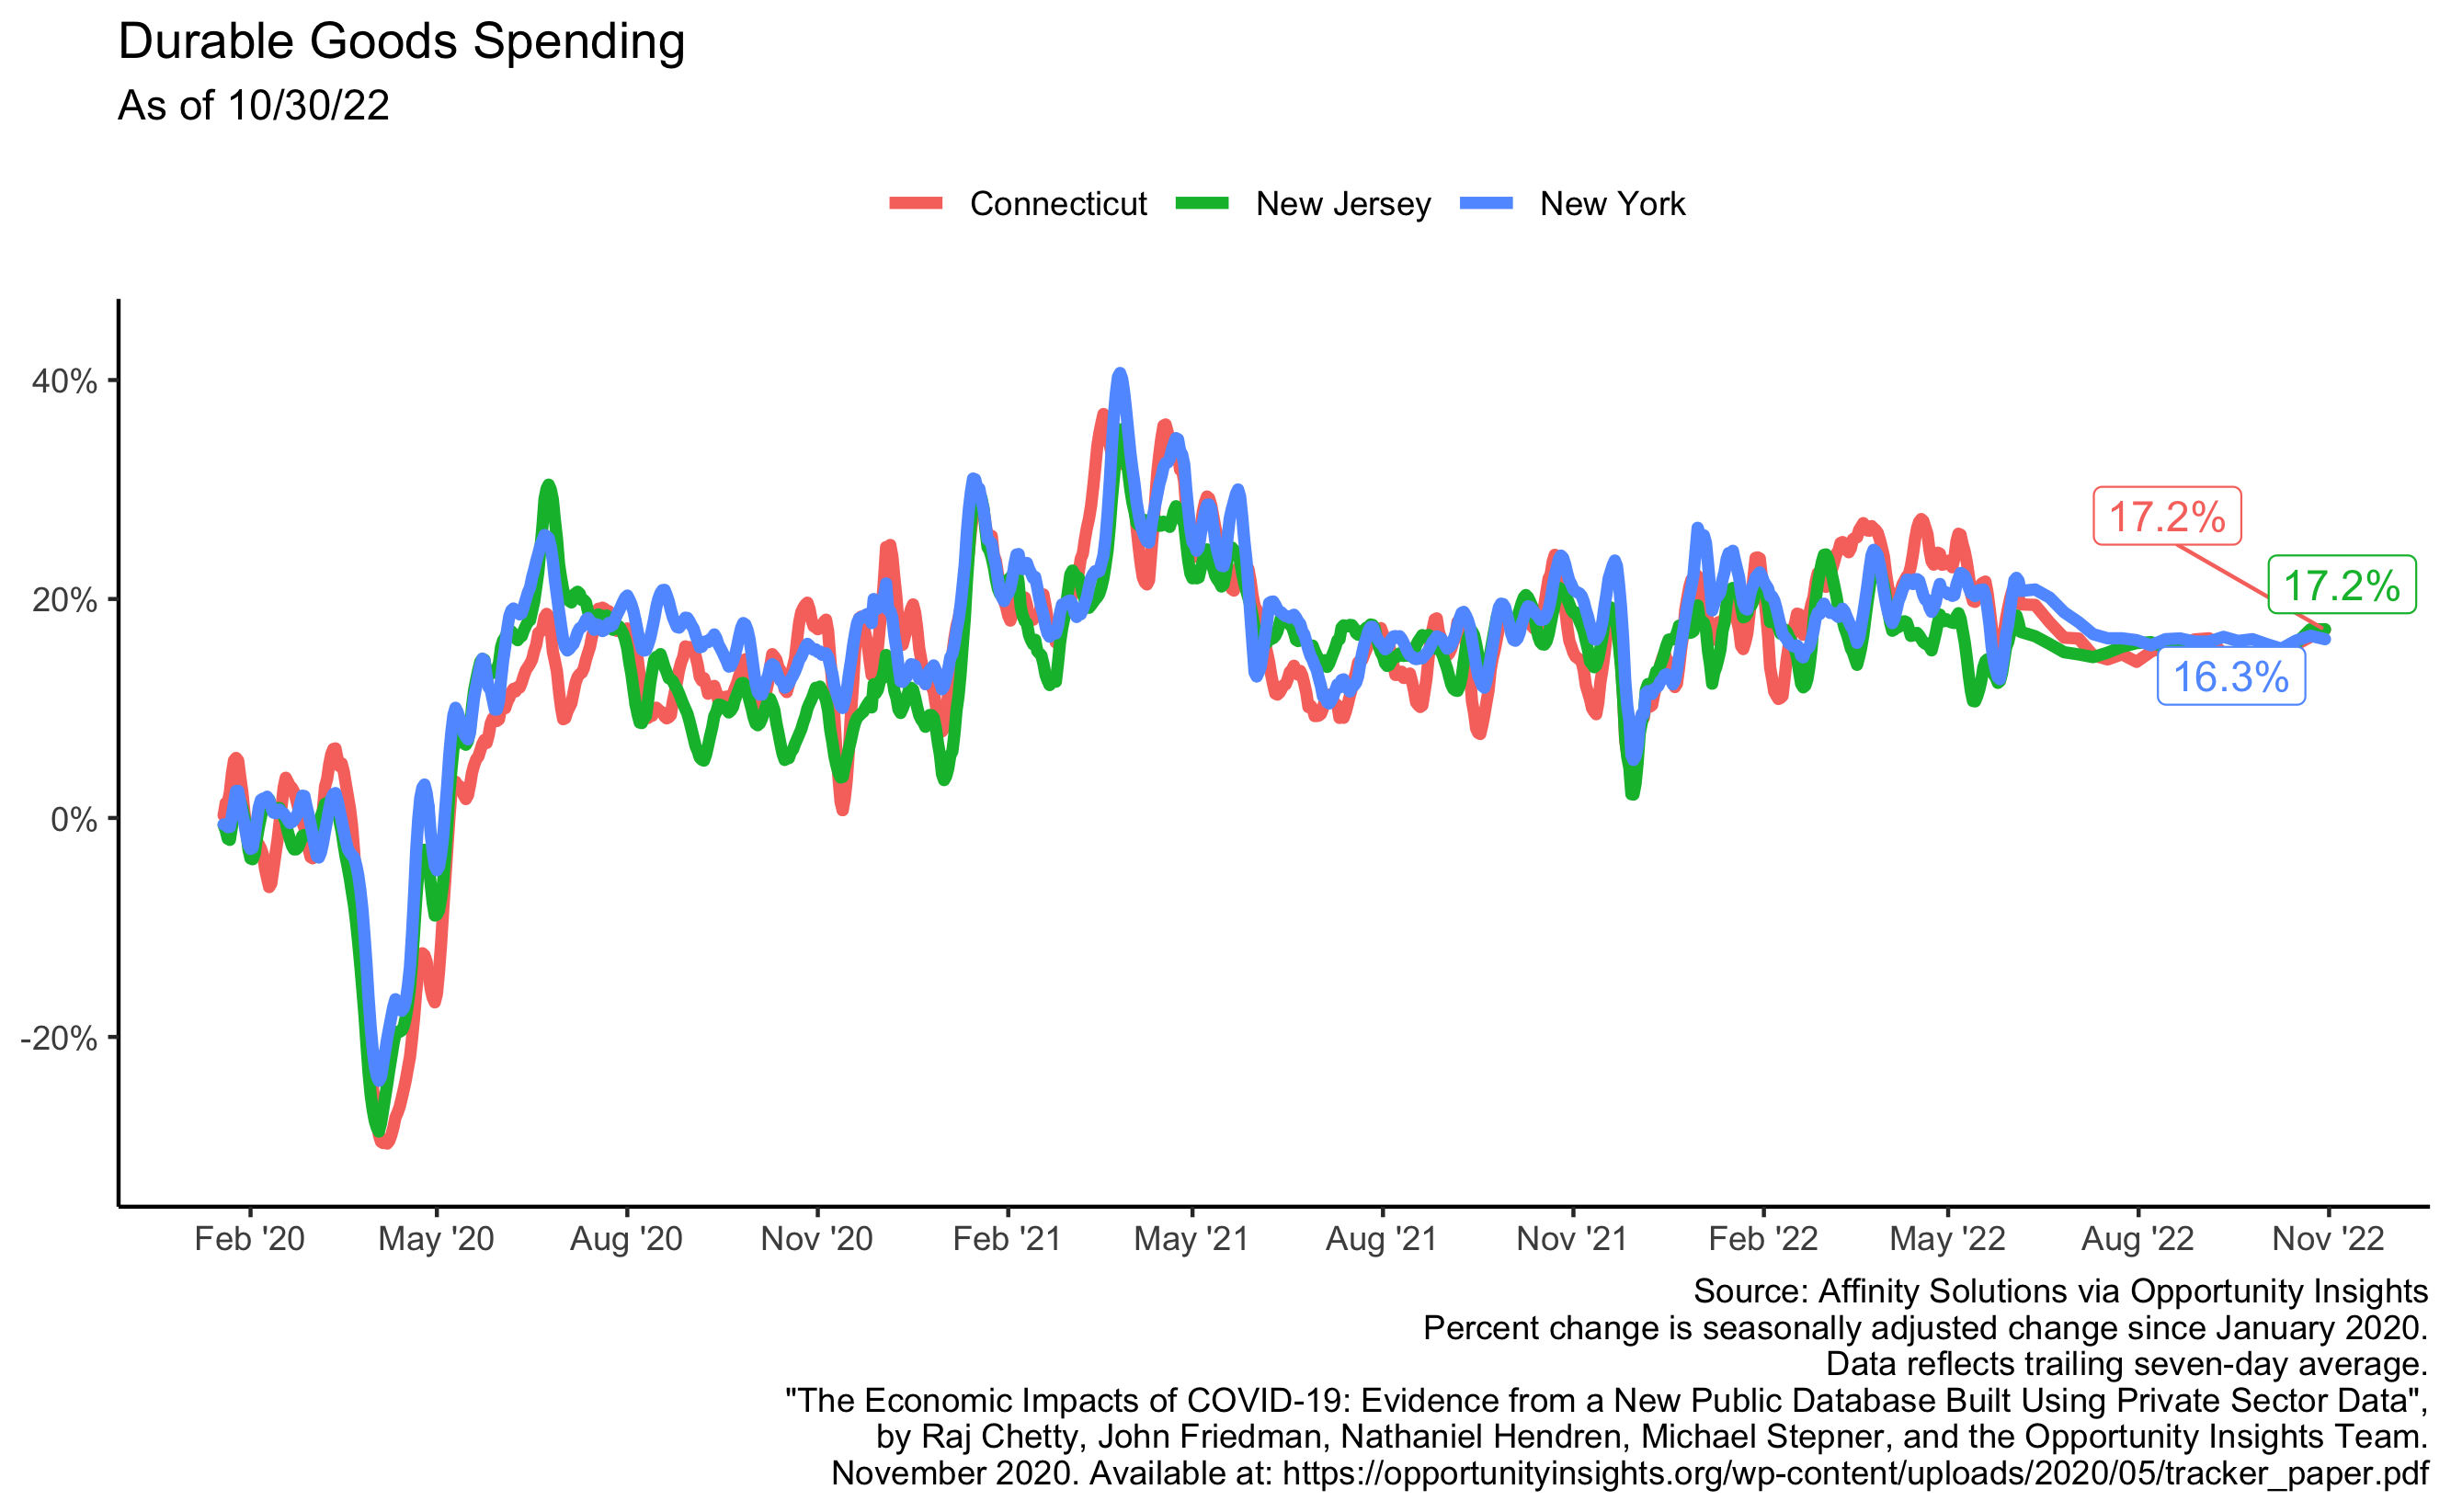 Durable Goods Spending
As of 10/30/22
Connecticut New Jersey New York
40%
20%
0%
-20%
17.2%
17.2%
16.3%
Feb '20 May '20 Aug '20 Nov '20 Feb '21 May '21 Aug '21 Nov '21 Feb '22 May '22 Aug '22 Nov '22
Source: Affinity Solutions via Opportunity Insights
Percent change is seasonally adjusted change since January 2020.
Data reflects trailing seven-day average.
"The Economic Impacts of COVID-19: Evidence from a New Public Database Built Using Private Sector Data",
by Raj Chetty, John Friedman, Nathaniel Hendren, Michael Stepner, and the Opportunity Insights Team.
November 2020. Available at: https://opportunityinsights.org/wp-content/uploads/2020/05/tracker_paper.pdf